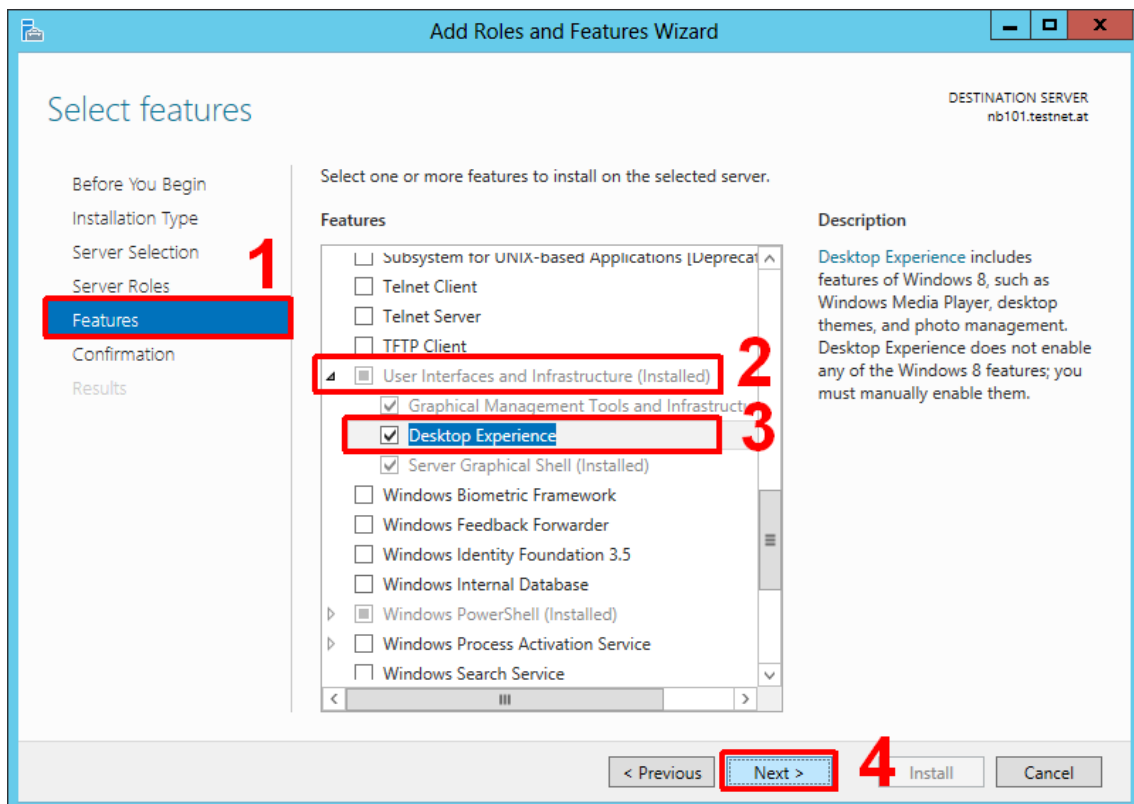 Add Roles and Features Wizard
Select features
DESTINATION SERVER
nb101.testnet.at
Before You Begin
Installation Type
Server Selection
Server Roles
Features
Confirmation
Results
1
Select one or more features to install on the selected server.
Features
Subsystem for UNIX-based Applications [Deprecat
Telnet Client
Telnet Server
TFTP Client
User Interfaces and Infrastructure (Installed)
2
Graphical Management Tools and Infrastructu
Desktop Experience
3
Server Graphical Shell (Installed)
Windows Biometric Framework
Windows Feedback Forwarder
Windows Identity Foundation 3.5
Windows Internal Database
Windows PowerShell (Installed)
Windows Process Activation Service
Windows Search Service
Description
Desktop Experience includes
features of Windows 8, such as
Windows Media Player, desktop
themes, and photo management.
Desktop Experience does not enable
any of the Windows 8 features; you
must manually enable them.
< Previous
Next >
4
Install
Cancel